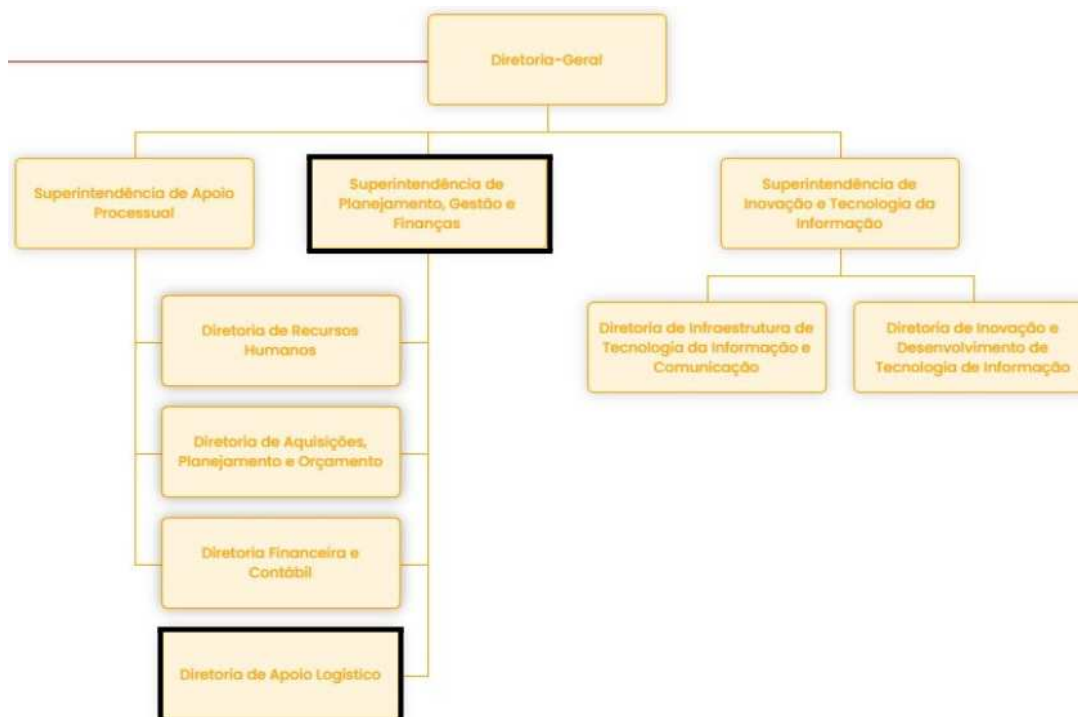 Diretoria-Geral
Superintendência de Apoio
Processual
Superintendência de
Planejamento, Gestão e
Finanças
Superintendência de
Inovação e Tecnologia da
Informação
Diretoria de Recursos
Humanos
Diretoria de Infraestrutura de
Tecnologia da Informação e
Comunicação
Diretoria de Inovação e
Desenvolvimento de
Tecnologia de Informação
Diretoria de Aquisições,
Planejamento e Orçamento
Diretoria Financeira e
Contábil
Diretoria de Apoio Logístico